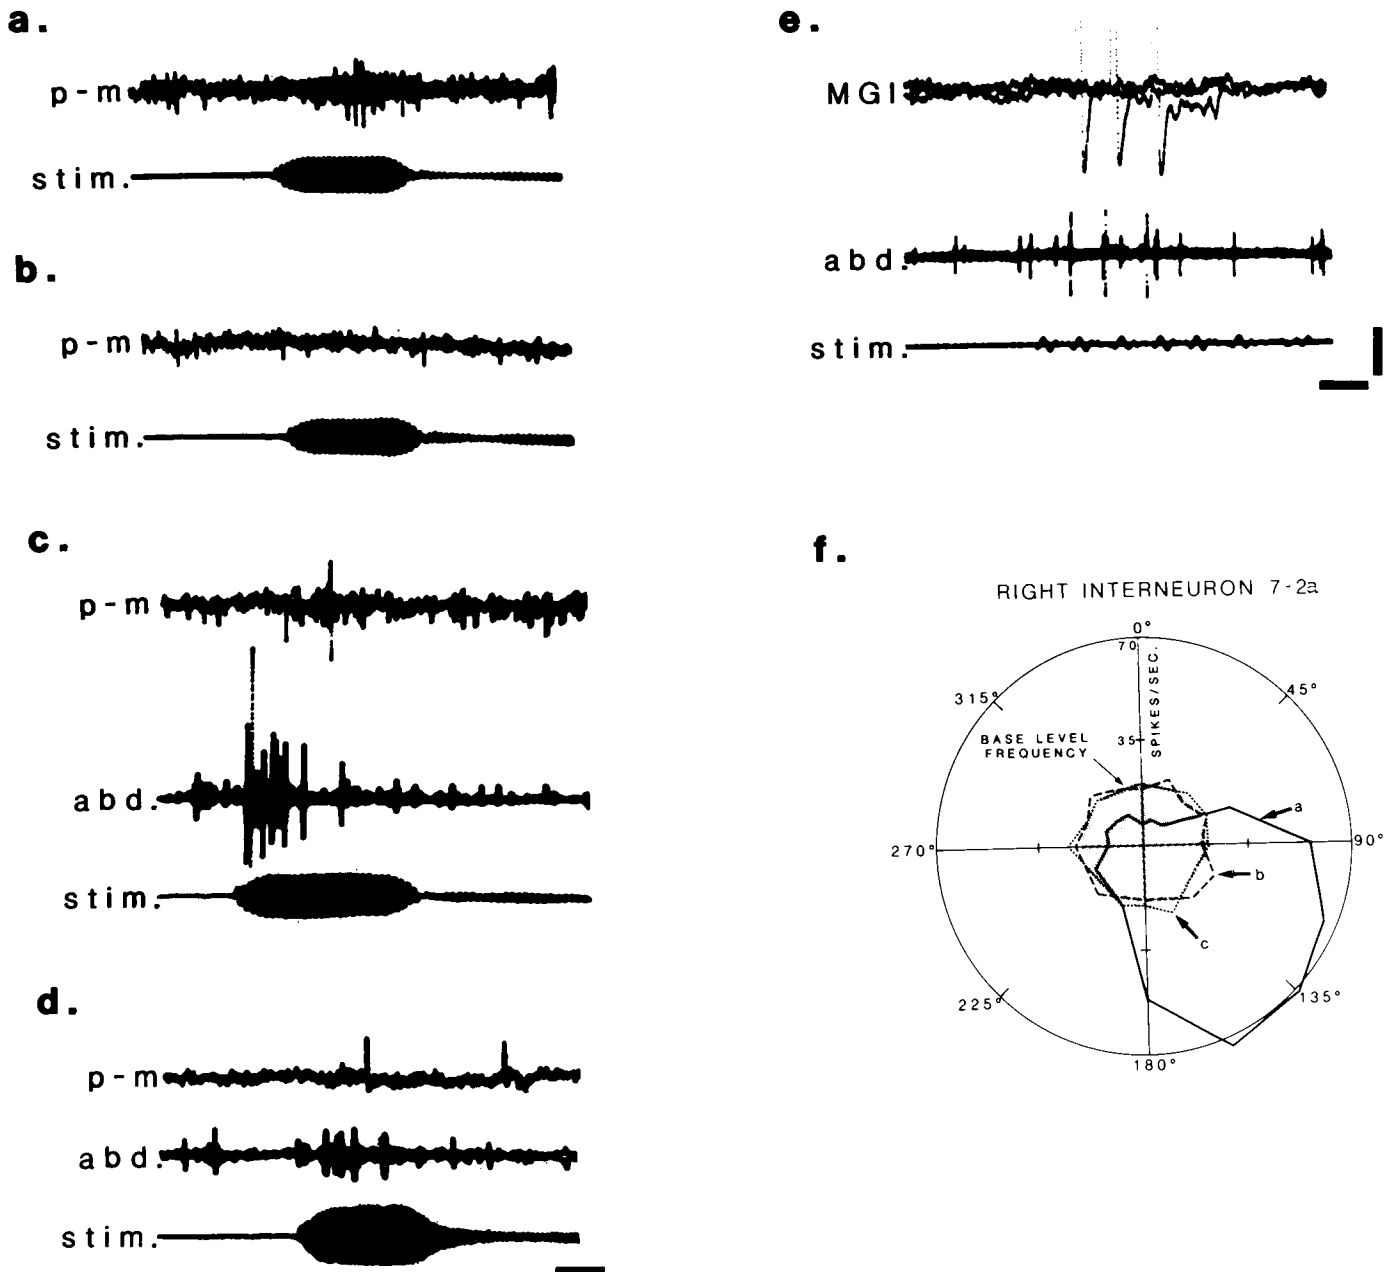 a.
p-m
stim.
b.
p-m
stim.
c.
p-m
abd.
stim.
d.
p-m
abd.
stim.
e.
MGI
abd.
stim.
f.
RIGHT INTERNEURON 7-2a
0°
70
SPIKES/SEC.
45°
315°
BASE LEVEL
FREQUENCY
35
a
270°
90°
b
c
225°
135°
180°